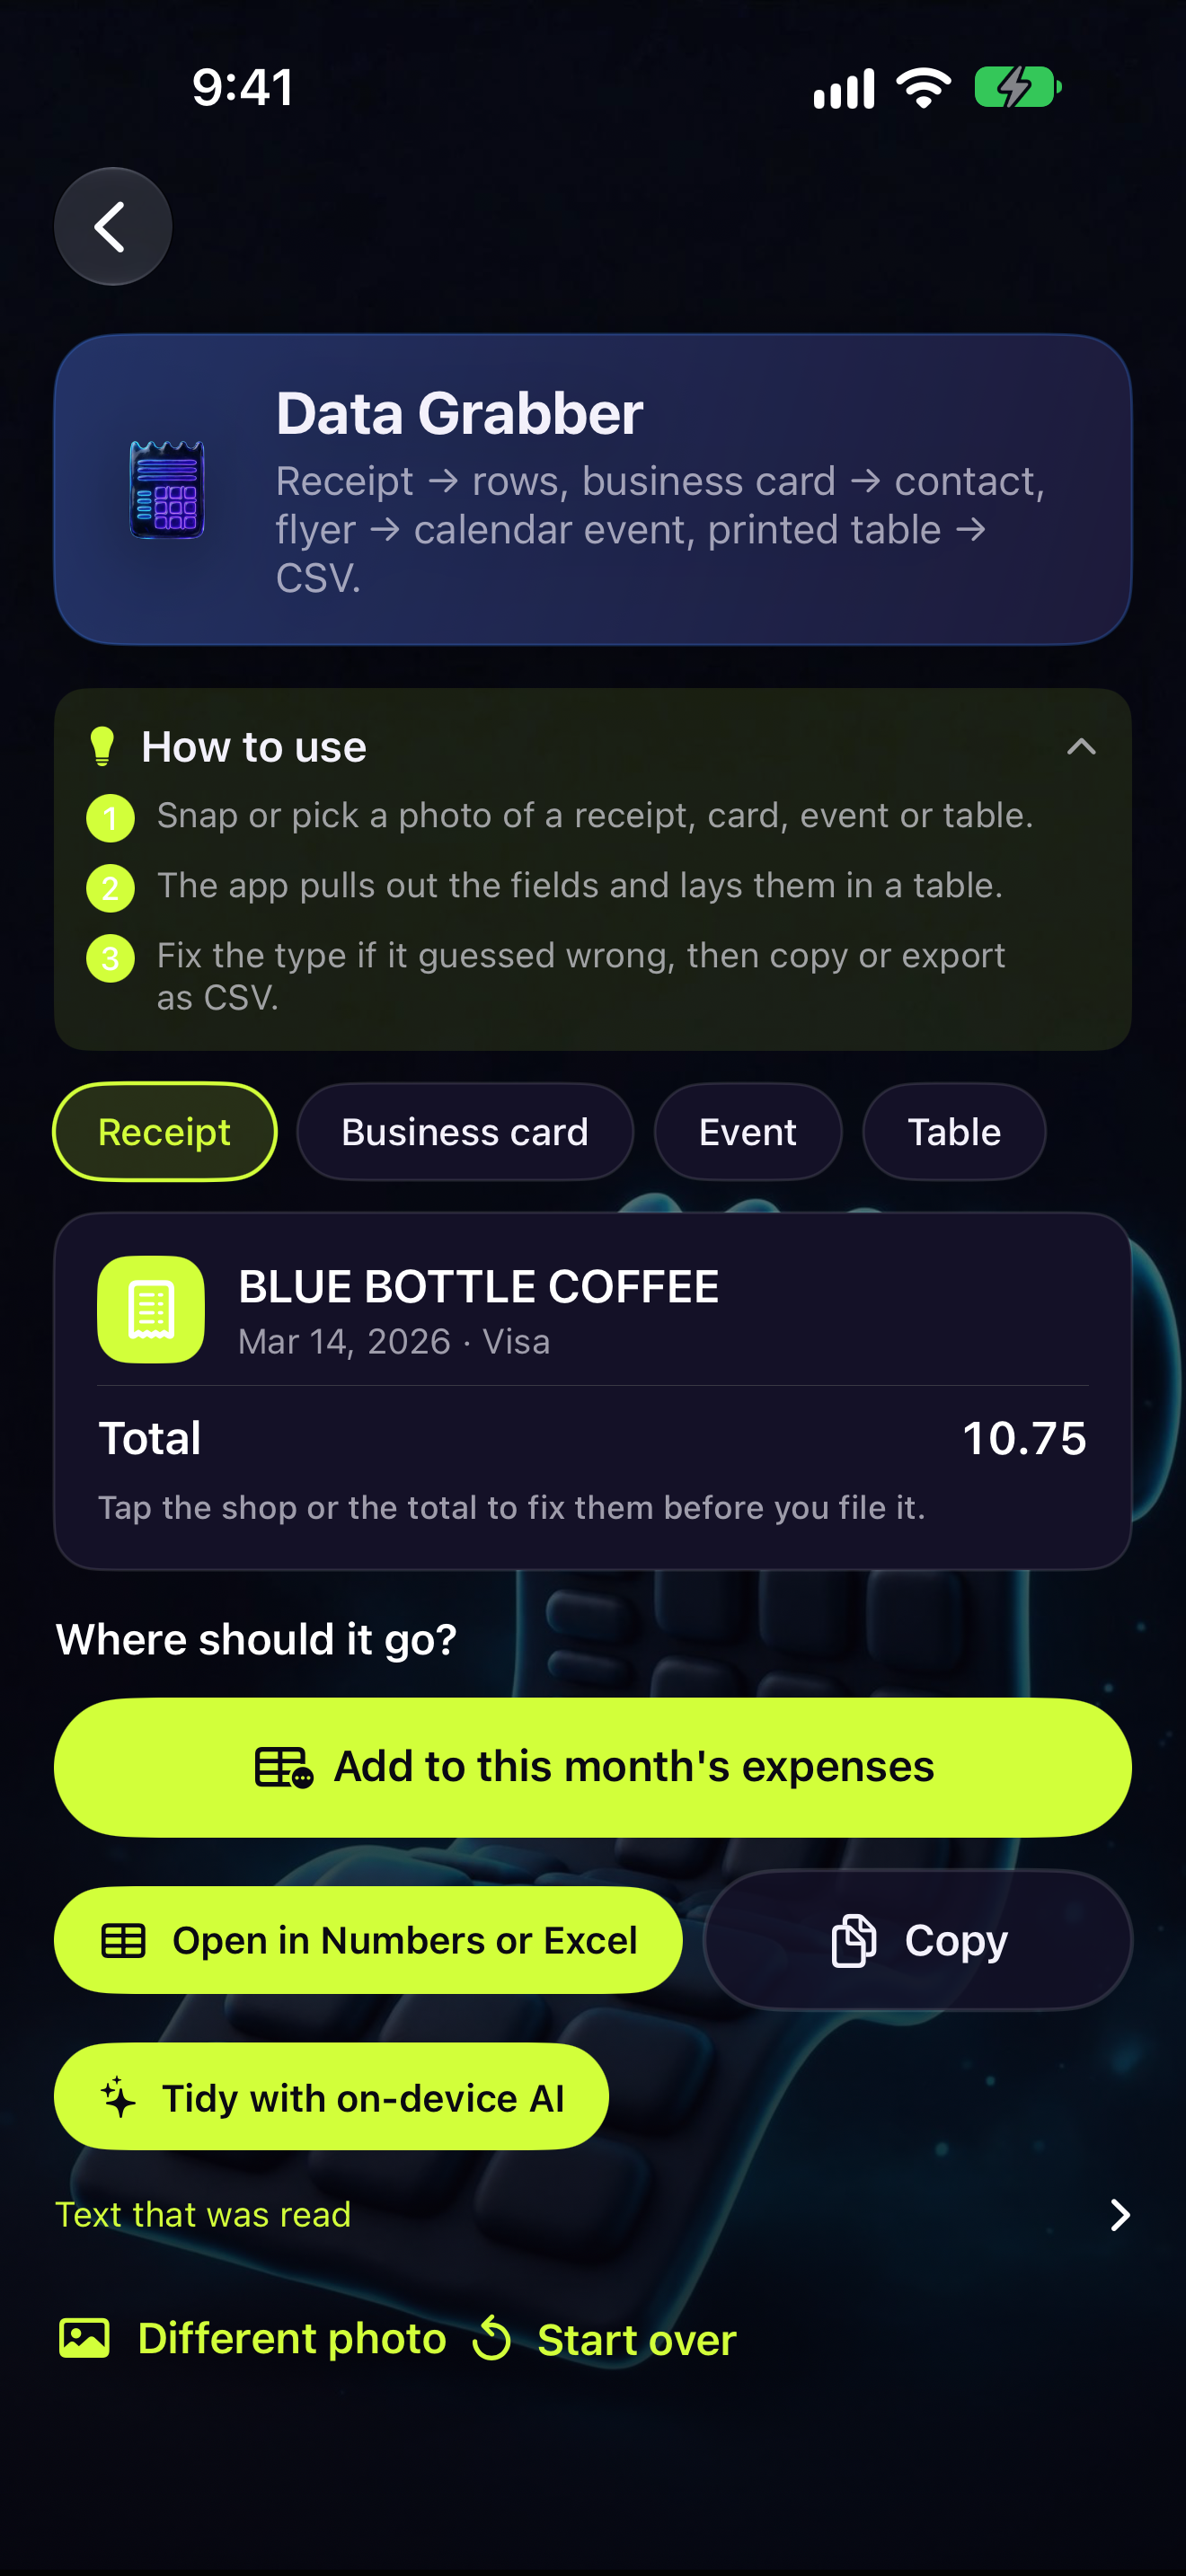 9:41
Data Grabber
Receipt → rows, business card → contact,
flyer → calendar event, printed table →
CSV.
How to use
1 Snap or pick a photo of a receipt, card, event or table.
2 The app pulls out the fields and lays them in a table.
3 Fix the type if it guessed wrong, then copy or export
as CSV.
Receipt Business card Event Table
BLUE BOTTLE COFFEE
Mar 14, 2026 · Visa
Total 10.75
Tap the shop or the total to fix them before you file it.
Where should it go?
Add to this month's expenses
Open in Numbers or Excel Copy
Tidy with on-device AI
Text that was read
Different photo Start over